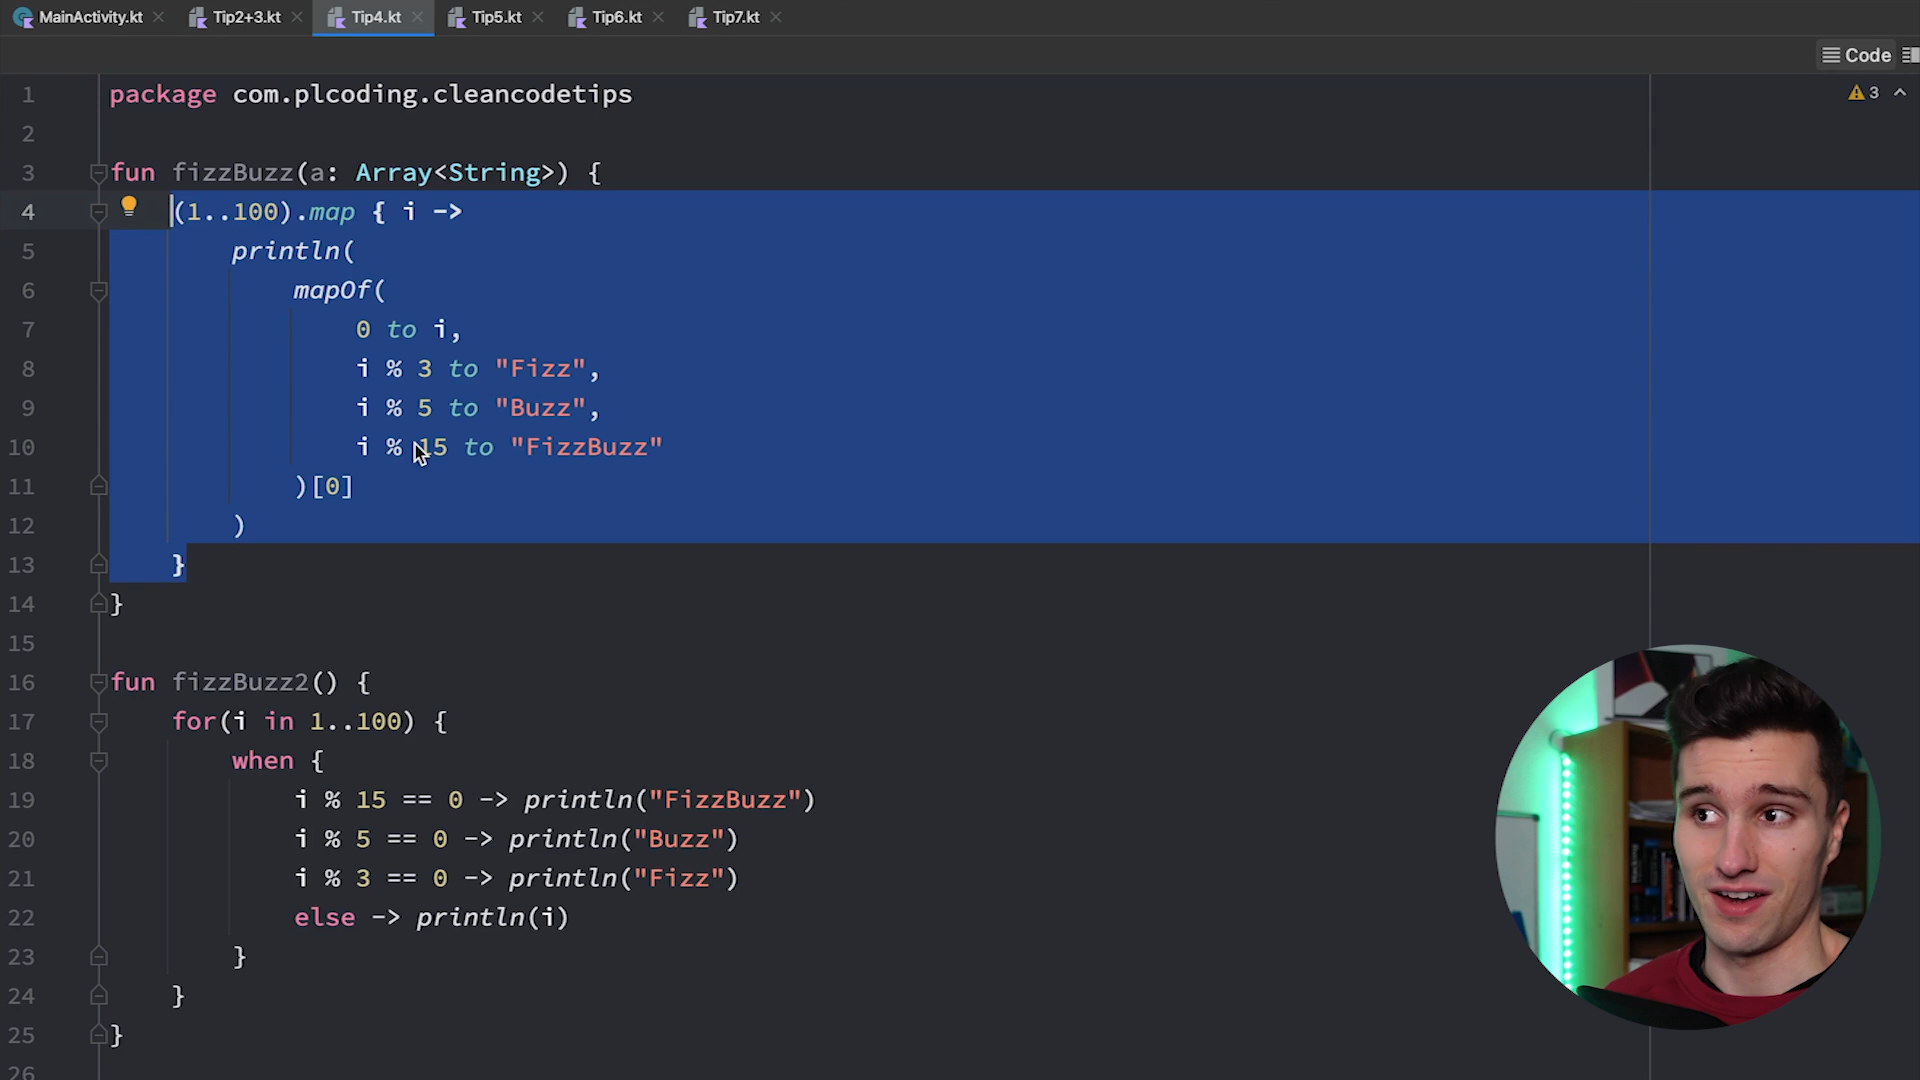 MainActivity.kt Tip2+3.kt Tip4.kt Tip5.kt Tip6.kt Tip7.kt
Code
3
1 package com.plcoding.cleancodetips
2
3 fun fizzBuzz(a: Array<String>) {
4 (1..100).map { i ->
5 println(
6 mapOf(
7 0 to i,
8 i % 3 to "Fizz",
9 i % 5 to "Buzz",
10 i % 15 to "FizzBuzz"
11 )[0]
12 )
13 }
14 }
15
16 fun fizzBuzz2() {
17 for(i in 1..100) {
18 when {
19 i % 15 == 0 -> println("FizzBuzz")
20 i % 5 == 0 -> println("Buzz")
21 i % 3 == 0 -> println("Fizz")
22 else -> println(i)
23 }
24 }
25 }
26